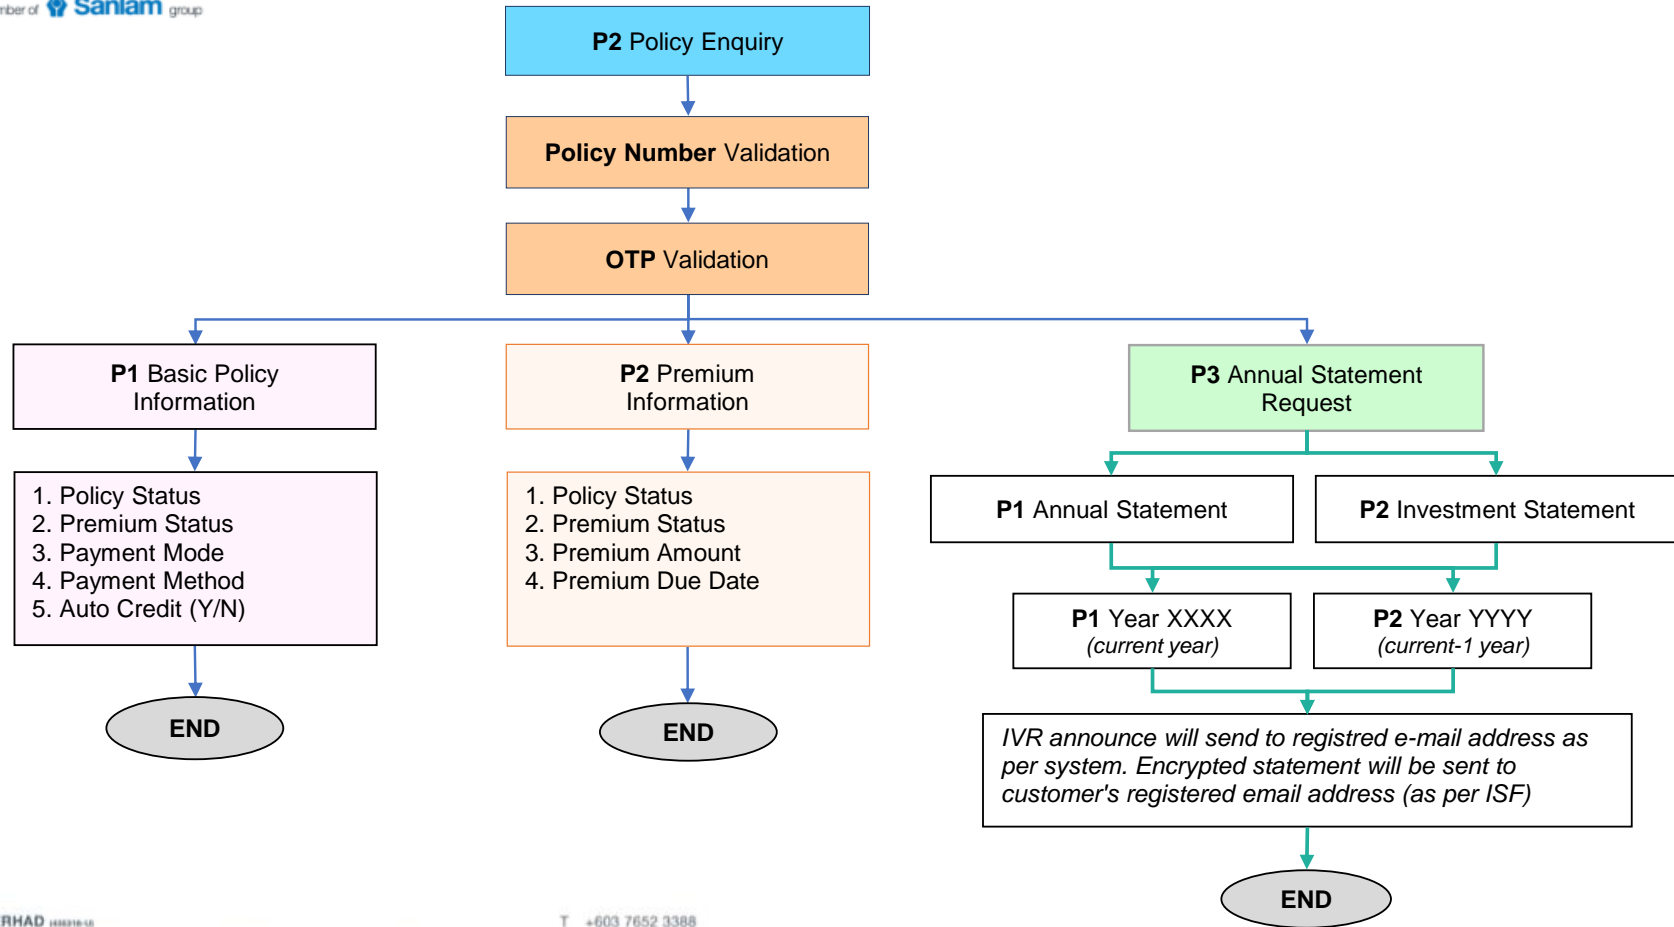 mber of Sanlam group
P2 Policy Enquiry
Policy Number Validation
OTP Validation
P1 Basic Policy
Information
P2 Premium
Information
P3 Annual Statement
Request
1. Policy Status
2. Premium Status
3. Payment Mode
4. Payment Method
5. Auto Credit (Y/N)
1. Policy Status
2. Premium Status
3. Premium Amount
4. Premium Due Date
P1 Annual Statement
P2 Investment Statement
P1 Year XXXX
(current year)
P2 Year YYYY
(current-1 year)
END
END
IVR announce will send to registred e-mail address as
per system. Encrypted statement will be sent to
customer's registered email address (as per ISF)
END
ERHAD
T +603 7652 3388